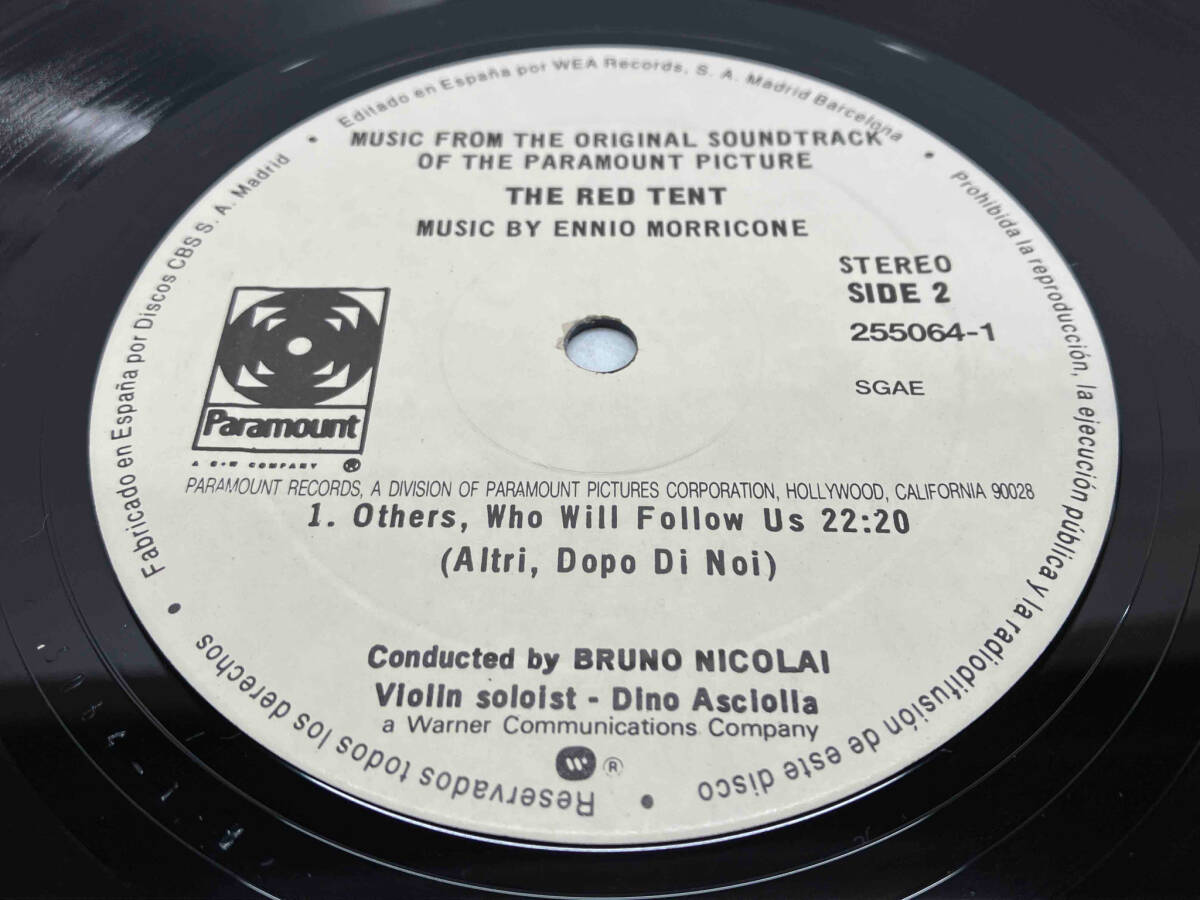 Editado en España por WEA Records, S. A. Madrid Barcelona
MUSIC FROM THE ORIGINAL SOUNDTRACK
OF THE PARAMOUNT PICTURE
THE RED TENT
MUSIC BY ENNIO MORRICONE
STEREO
SIDE 2
255064-1
SGAE
Paramount
A G+W COMPANY ®
PARAMOUNT RECORDS, A DIVISION OF PARAMOUNT PICTURES CORPORATION, HOLLYWOOD, CALIFORNIA 90028
1. Others, Who Will Follow Us 22:20
(Altri, Dopo Di Noi)
Conducted by BRUNO NICOLAI
Violin soloist - Dino Asciolla
a Warner Communications Company
W ®
Prohibida la reproducción, la ejecución pública y la radiodifusión de este disco
Reservados todos los derechos
Fabricado en España por Discos CBS S. A. Madrid